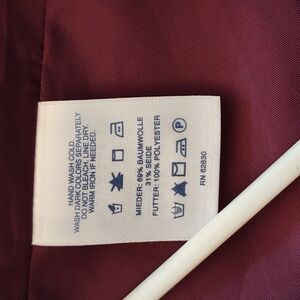 HAND WASH COLD.
WASH DARK COLORS SEPARATELY.
DO NOT BLEACH. LINE DRY.
WARM IRON IF NEEDED.
MIEDER: 69% BAUMWOLLE
31% SEIDE
FUTTER: 100% POLYESTER
P
RN 62830